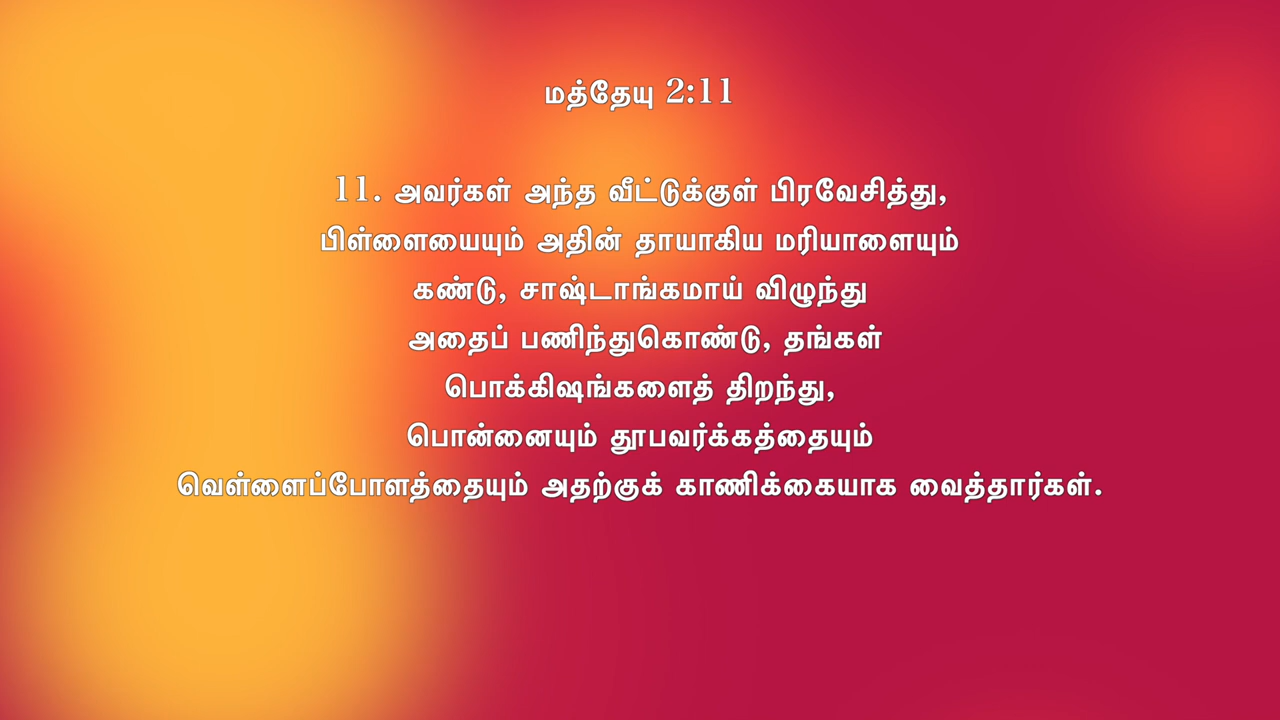 மத்தேயு 2:11
11. அவர்கள் அந்த வீட்டுக்குள் பிரவேசித்து,
பிள்ளையையும் அதின் தாயாகிய மரியாளையும்
கண்டு, சாஷ்டாங்கமாய் விழுந்து
அதைப் பணிந்துகொண்டு, தங்கள்
பொக்கிஷங்களைத் திறந்து,
பொன்னையும் தூபவர்க்கத்தையும்
வெள்ளைப்போளத்தையும் அதற்குக் காணிக்கையாக வைத்தார்கள்.